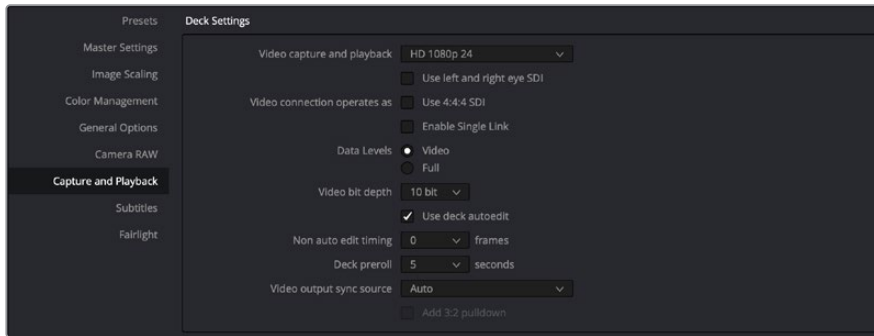 Presets
Master Settings
Image Scaling
Color Management
General Options
Camera RAW
Capture and Playback
Subtitles
Fairlight
Deck Settings
Video capture and playback HD 1080p 24
Use left and right eye SDI
Video connection operates as Use 4:4:4 SDI
Enable Single Link
Data Levels Video
Full
Video bit depth 10 bit
Use deck autoedit
Non auto edit timing 0 frames
Deck preroll 5 seconds
Video output sync source Auto
Add 3:2 pulldown